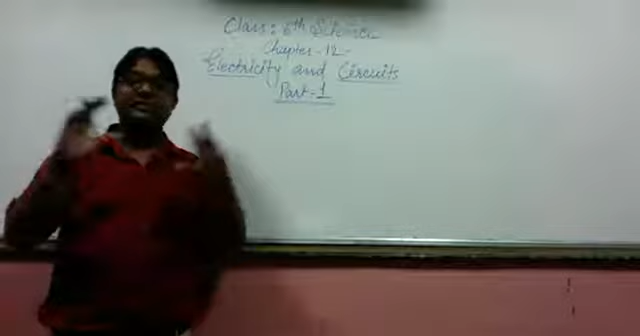 Class: 6th Science
Chapter-12-
Electricity and Circuits
Part-1